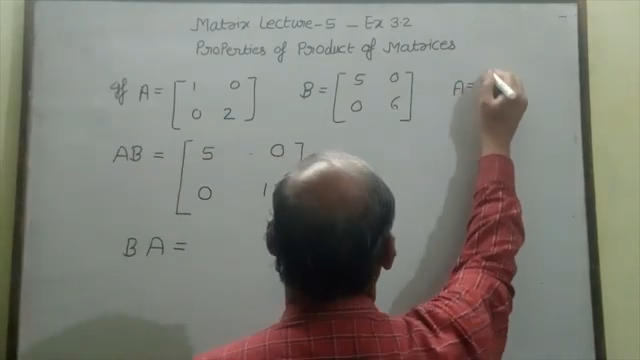 Matrix Lecture-5 - Ex 3.2
Properties of Product of Matrices
If A = [ 1 0 B = [ 5 0 A=
0 2 ] 0 6 ]
AB = [ 5 0 ]
0 1
BA =